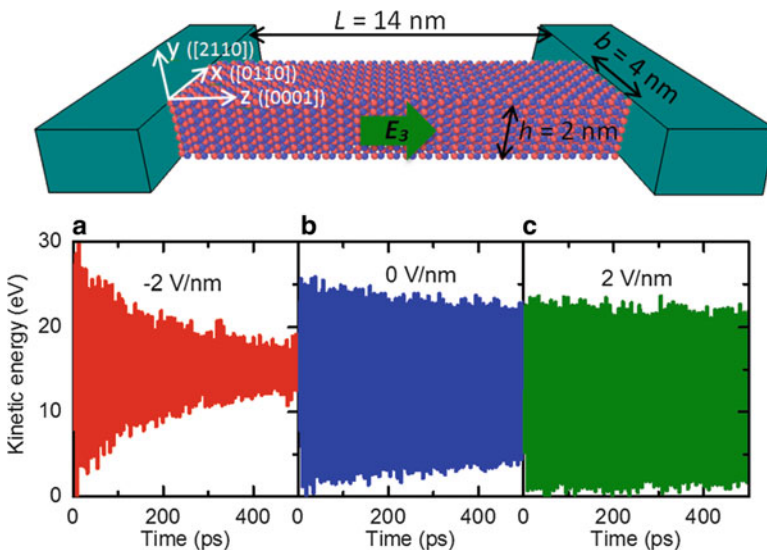 L = 14 nm
y ([2110])
x ([0110])
z ([0001])
b = 4 nm
E3
h = 2 nm
a
b
c
30
20
10
0
Kinetic energy (eV)
-2 V/nm
0 V/nm
2 V/nm
0 200 400
0 200 400
0 200 400
Time (ps)
Time (ps)
Time (ps)